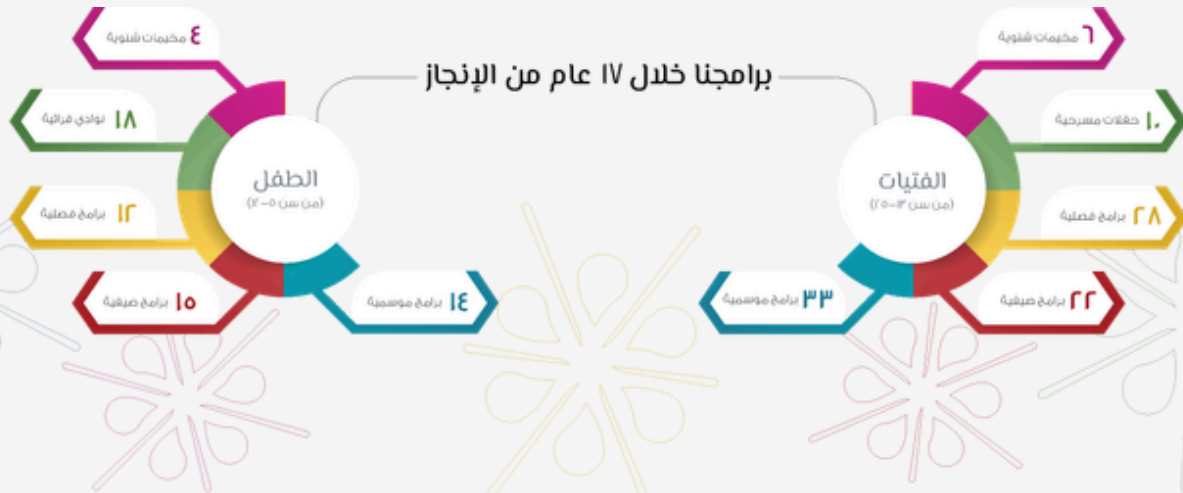 برامجنا خلال ١٧ عام من الإنجاز
الفتيات
(من سن ١٣-٢٥)
٦ مخيمات شتوية
١٠ حفلات مسرحية
٢٨ برامج فصلية
٢٢ برامج صيفية
٣٣ برامج موسمية
الطفل
(من سن ٥-١٢)
٤ مخيمات شتوية
١٨ نوادي قرائية
١٢ برامج فصلية
١٥ برامج صيفية
١٤ برامج موسمية